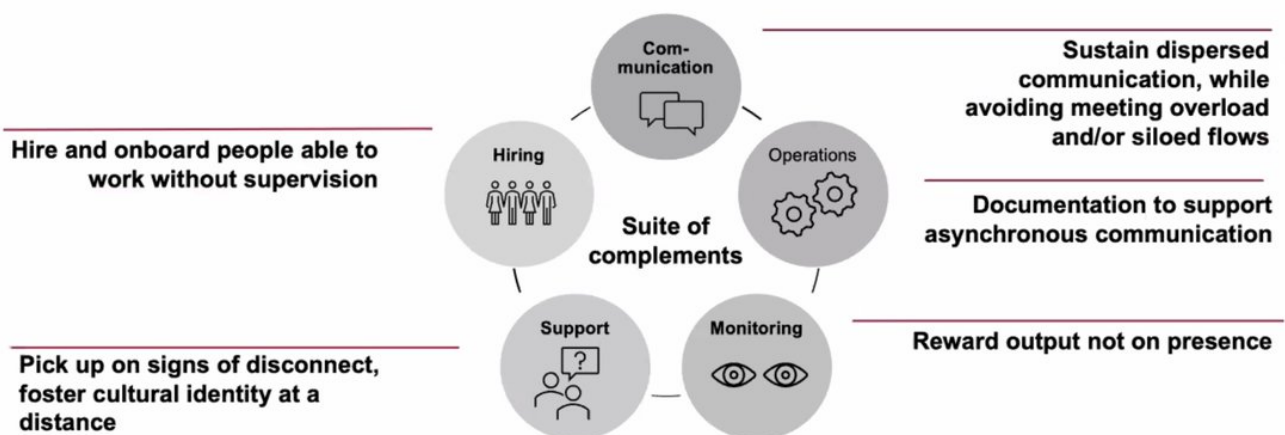 Com-
munication
Sustain dispersed
communication, while
avoiding meeting overload
and/or siloed flows
Hire and onboard people able to
work without supervision
Hiring
Operations
Suite of
complements
Documentation to support
asynchronous communication
Support
?
Monitoring
Reward output not on presence
Pick up on signs of disconnect,
foster cultural identity at a
distance